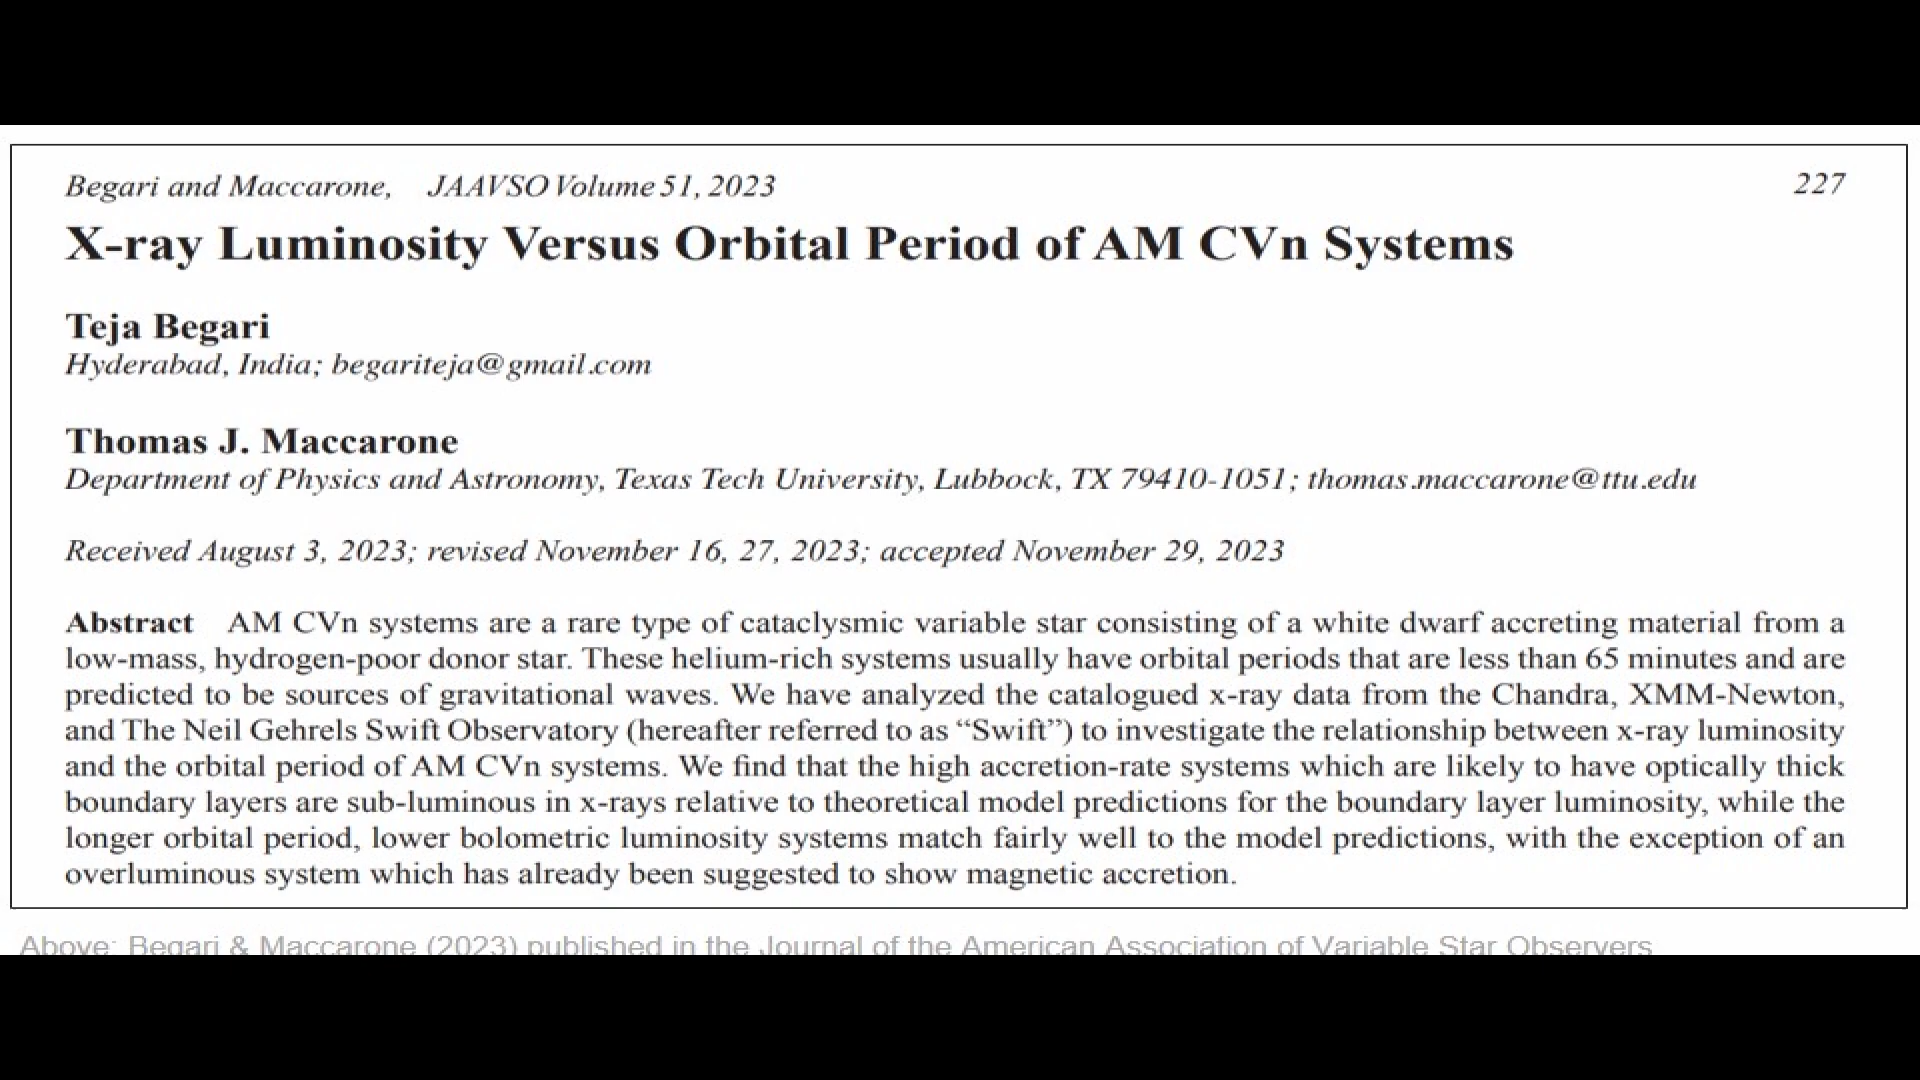 Begari and Maccarone, JAAVSO Volume 51, 2023 227
X-ray Luminosity Versus Orbital Period of AM CVn Systems
Teja Begari
Hyderabad, India; begariteja@gmail.com
Thomas J. Maccarone
Department of Physics and Astronomy, Texas Tech University, Lubbock, TX 79410-1051; thomas.maccarone@ttu.edu
Received August 3, 2023; revised November 16, 27, 2023; accepted November 29, 2023
Abstract AM CVn systems are a rare type of cataclysmic variable star consisting of a white dwarf accreting material from a
low-mass, hydrogen-poor donor star. These helium-rich systems usually have orbital periods that are less than 65 minutes and are
predicted to be sources of gravitational waves. We have analyzed the catalogued x-ray data from the Chandra, XMM-Newton,
and The Neil Gehrels Swift Observatory (hereafter referred to as “Swift”) to investigate the relationship between x-ray luminosity
and the orbital period of AM CVn systems. We find that the high accretion-rate systems which are likely to have optically thick
boundary layers are sub-luminous in x-rays relative to theoretical model predictions for the boundary layer luminosity, while the
longer orbital period, lower bolometric luminosity systems match fairly well to the model predictions, with the exception of an
overluminous system which has already been suggested to show magnetic accretion.
Above: Begari & Maccarone (2023) published in the Journal of the American Association of Variable Star Observers